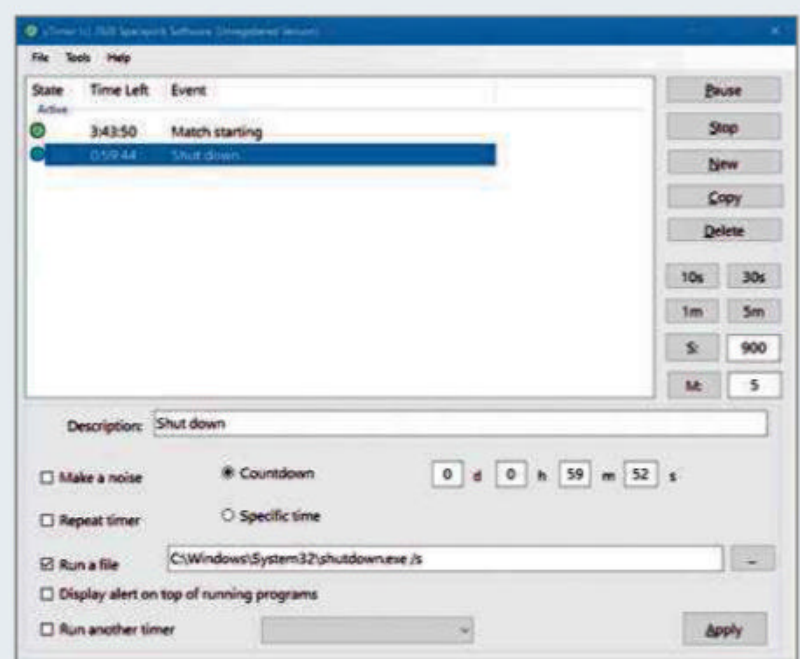 File Tools Help
State Time Left Event
Active
3:43:50 Match starting
0:59:44 Shut down
Pause
Stop
New
Copy
Delete
10s 30s
1m 5m
S: 900
M: 5
Description: Shut down
Make a noise Countdown 0 d 0 h 59 m 52 s
Repeat timer Specific time
Run a file C:\Windows\System32\shutdown.exe /s ...
Display alert on top of running programs
Run another timer Apply